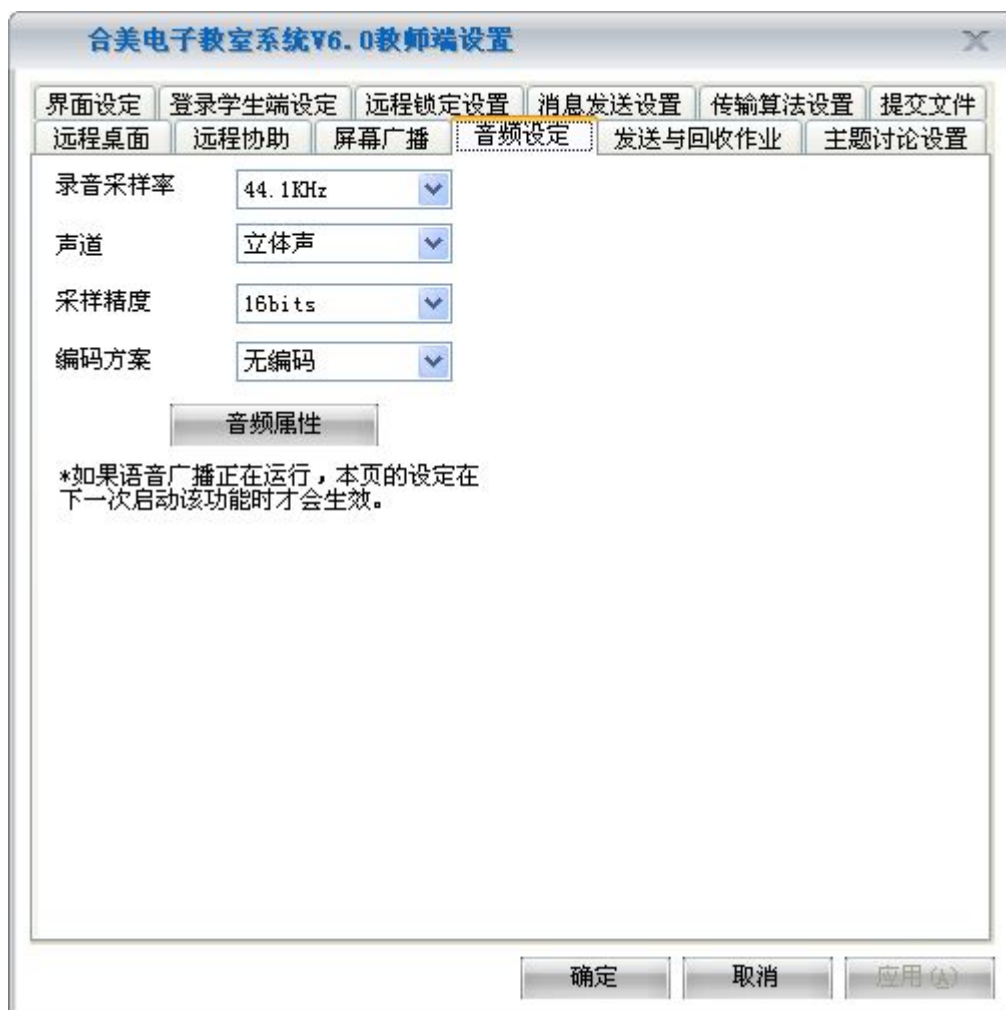 合美电子教室系统V6.0教师端设置
界面设定 登录学生端设定 远程锁定设置 消息发送设置 传输算法设置 提交文件
远程桌面 远程协助 屏幕广播 音频设定 发送与回收作业 主题讨论设置
录音采样率 44.1KHz
声道 立体声
采样精度 16bits
编码方案 无编码
音频属性
*如果语音广播正在运行，本页的设定在
下一次启动该功能时才会生效。
确定 取消 应用(A)